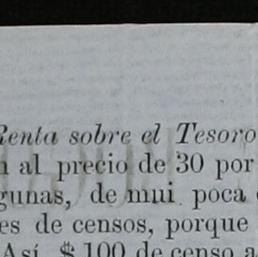 Renta sobre el Tesoro
al precio de 30 por
gunas, de mui poca
es de censos, porque
Así, $ 100 de censo a